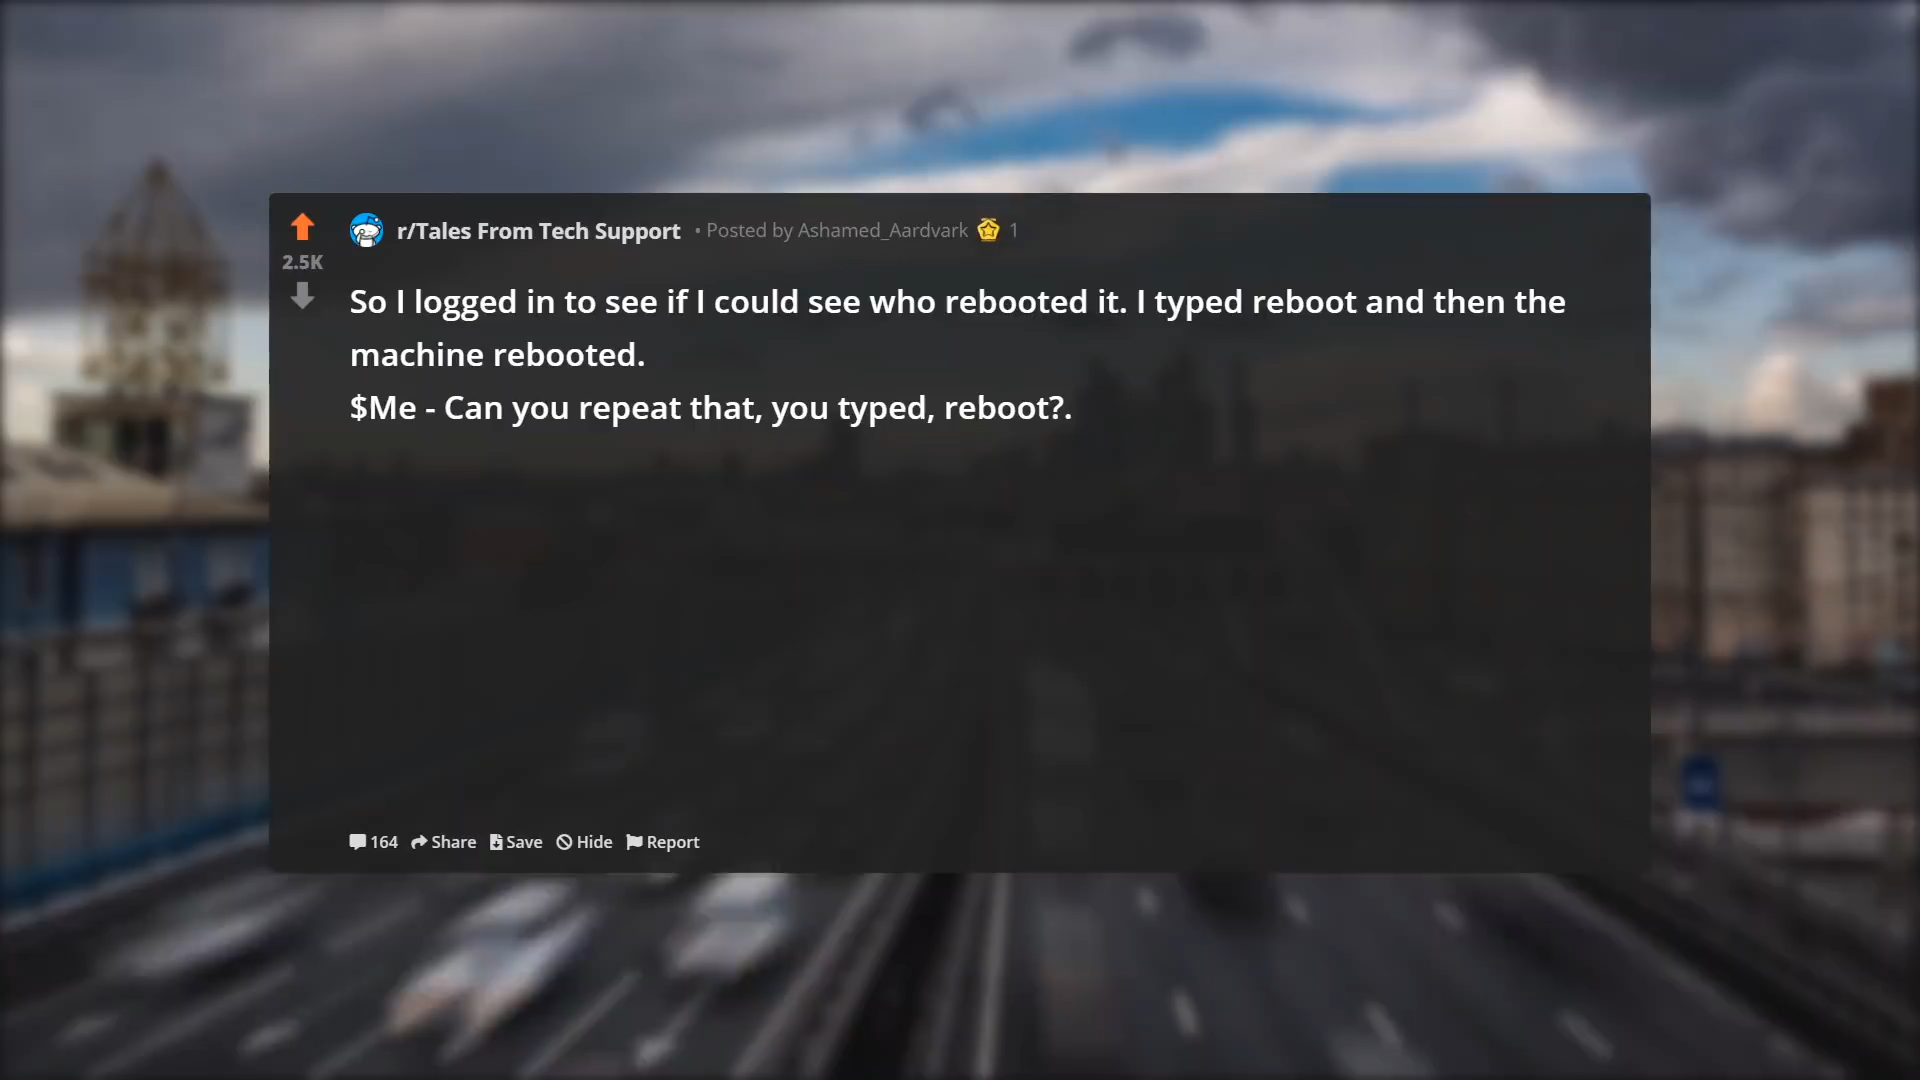 r/Tales From Tech Support • Posted by Ashamed_Aardvark 1
2.5K
So I logged in to see if I could see who rebooted it. I typed reboot and then the
machine rebooted.
$Me - Can you repeat that, you typed, reboot?.
164 Share Save Hide Report